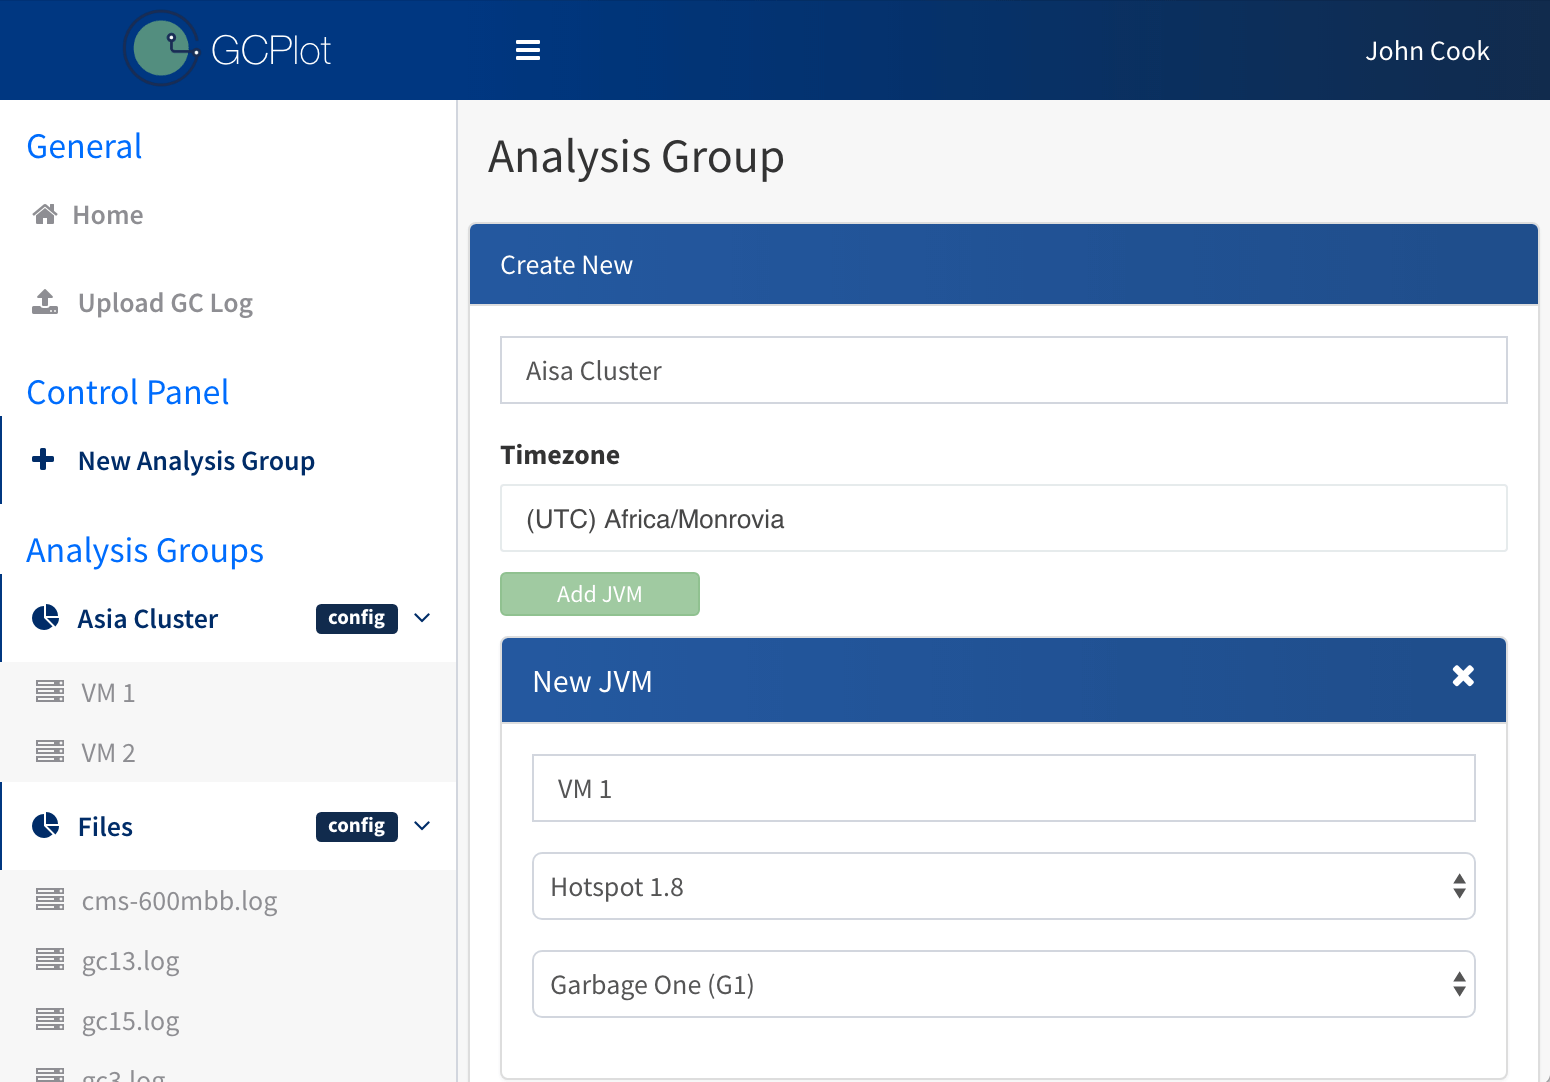 GCPlot
John Cook
General
Home
Upload GC Log
Control Panel
New Analysis Group
Analysis Groups
Asia Cluster config
VM 1
VM 2
Files config
cms-600mbb.log
gc13.log
gc15.log
gc3.log
Analysis Group
Create New
Aisa Cluster
Timezone
(UTC) Africa/Monrovia
Add JVM
New JVM
VM 1
Hotspot 1.8
Garbage One (G1)